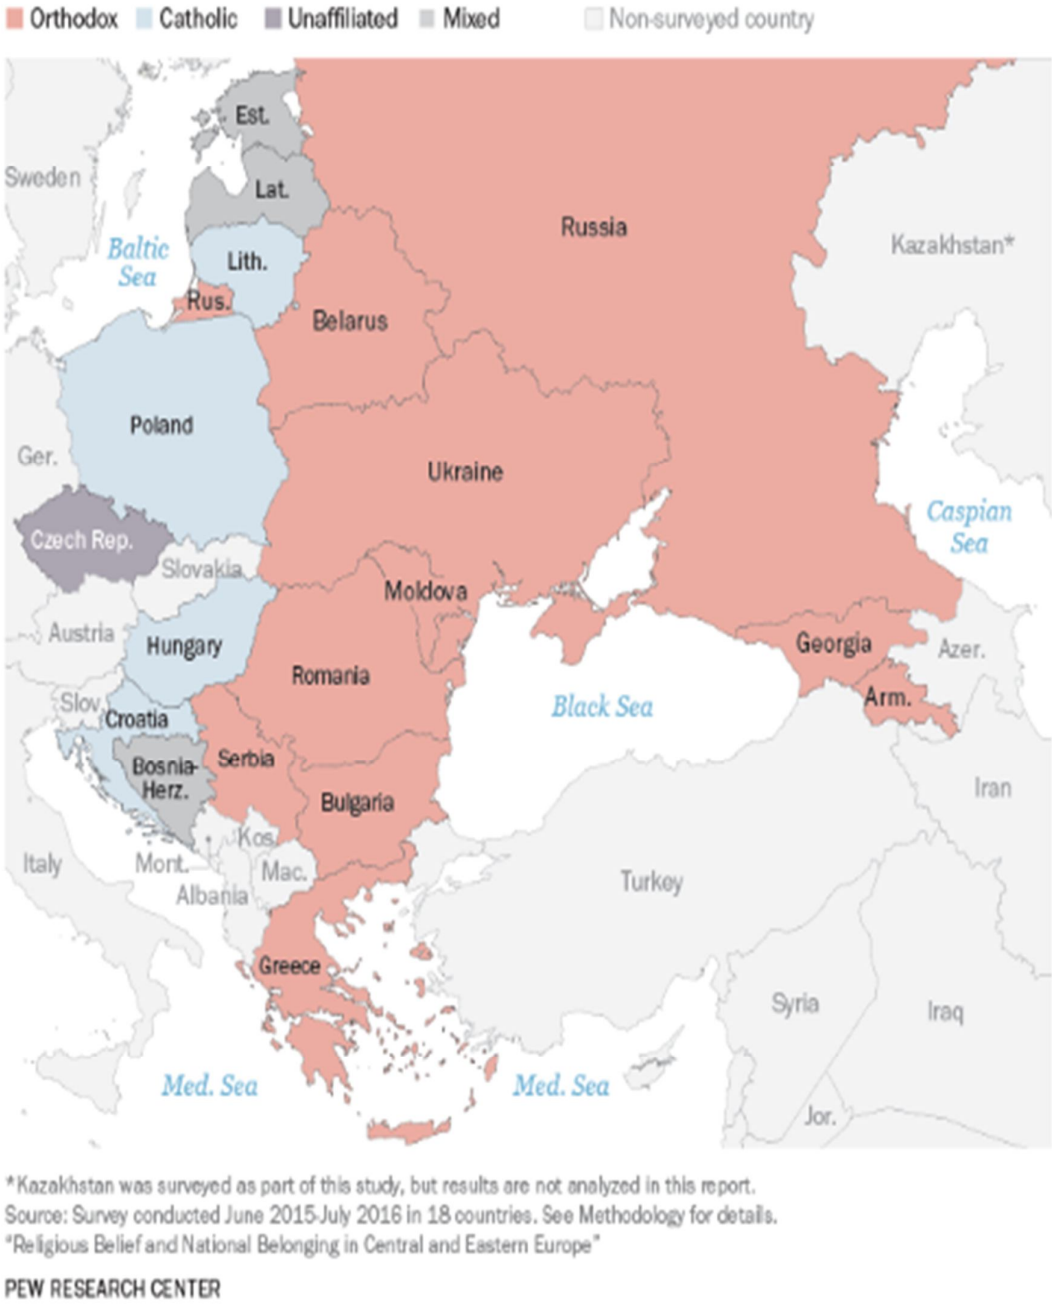 Orthodox Catholic Unaffiliated Mixed Non-surveyed country
Est.
Sweden
Lat.
Russia
Baltic
Sea
Kazakhstan*
Lith.
Rus.
Belarus
Poland
Ger.
Ukraine
Caspian
Sea
Czech Rep.
Slovakia
Moldova
Austria
Hungary
Georgia
Azer.
Romania
Slov.
Croatia
Black Sea
Arm.
Bosnia-
Herz.
Serbia
Bulgaria
Iran
Kos.
Italy
Mont.
Mac.
Albania
Turkey
Greece
Syria
Iraq
Med. Sea
Med. Sea
Jor.
*Kazakhstan was surveyed as part of this study, but results are not analyzed in this report.
Source: Survey conducted June 2015-July 2016 in 18 countries. See Methodology for details.
“Religious Belief and National Belonging in Central and Eastern Europe”
PEW RESEARCH CENTER